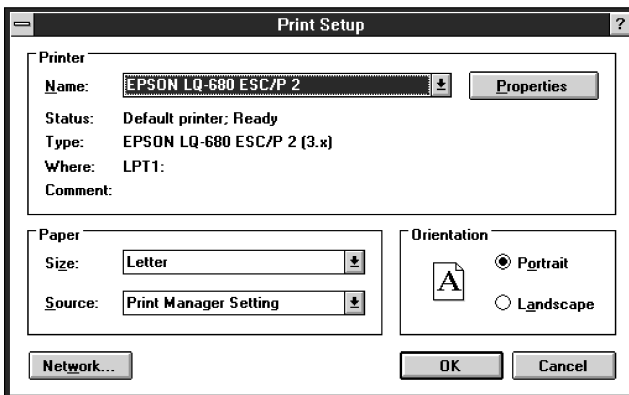 Print Setup ?
Printer
Name: EPSON LQ-680 ESC/P 2 Properties
Status: Default printer; Ready
Type: EPSON LQ-680 ESC/P 2 (3.x)
Where: LPT1:
Comment:
Paper Orientation
Size: Letter Portrait
A
Source: Print Manager Setting Landscape
Network... OK Cancel